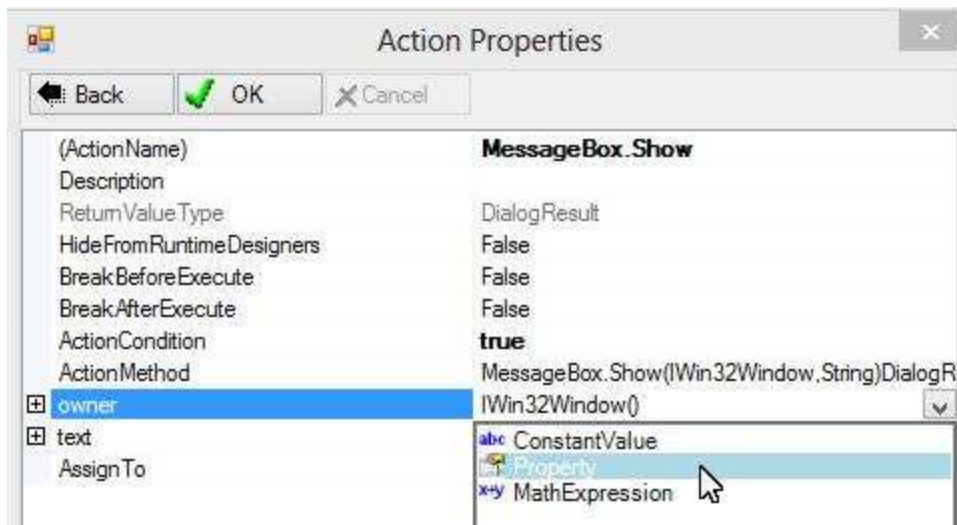 Action Properties
Back OK Cancel
(ActionName) MessageBox.Show
Description
ReturnValueType DialogResult
HideFromRuntimeDesigners False
BreakBeforeExecute False
BreakAfterExecute False
ActionCondition true
ActionMethod MessageBox.Show(IWin32Window,String)DialogR
owner IWin32Window()
text abc ConstantValue
Property
AssignTo x+y MathExpression